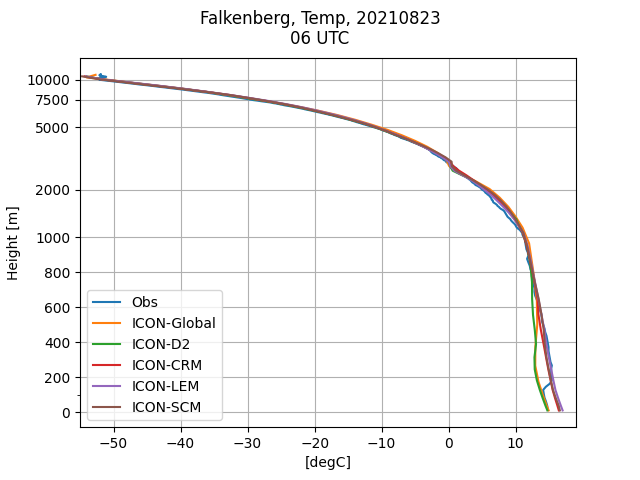 Falkenberg, Temp, 20210823
06 UTC
Height [m]
10000
7500
5000
2000
1000
800
600
400
200
0
Obs
ICON-Global
ICON-D2
ICON-CRM
ICON-LEM
ICON-SCM
−50
−40
−30
−20
−10
0
10
[degC]